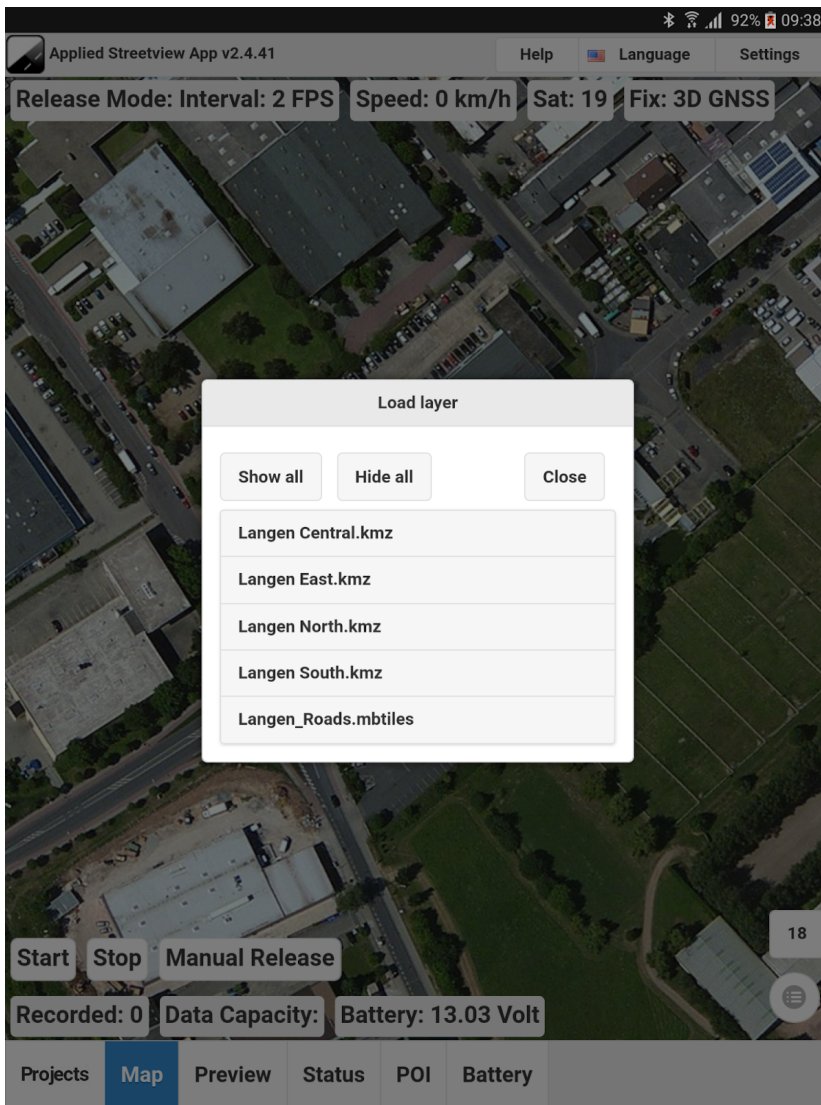 92% 09:38
Applied Streetview App v2.4.41 Help Language Settings
Release Mode: Interval: 2 FPS Speed: 0 km/h Sat: 19 Fix: 3D GNSS
Load layer
Show all Hide all Close
Langen Central.kmz
Langen East.kmz
Langen North.kmz
Langen South.kmz
Langen_Roads.mbtiles
18
Start Stop Manual Release
Recorded: 0 Data Capacity: Battery: 13.03 Volt
Projects Map Preview Status POI Battery